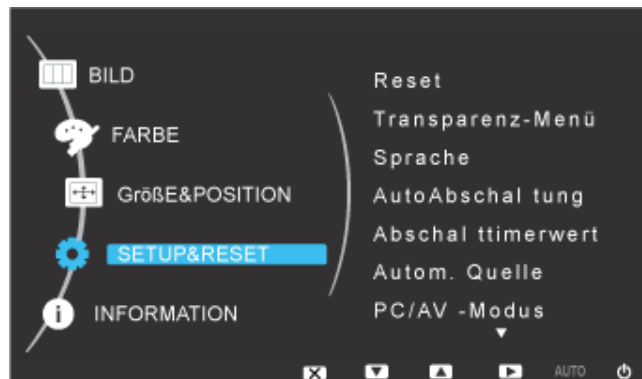 BILD
FARBE
GrößE&POSITION
SETUP&RESET
INFORMATION
Reset
Transparenz-Menü
Sprache
AutoAbschal tung
Abschal ttimerwert
Autom. Quelle
PC/AV -Modus
AUTO